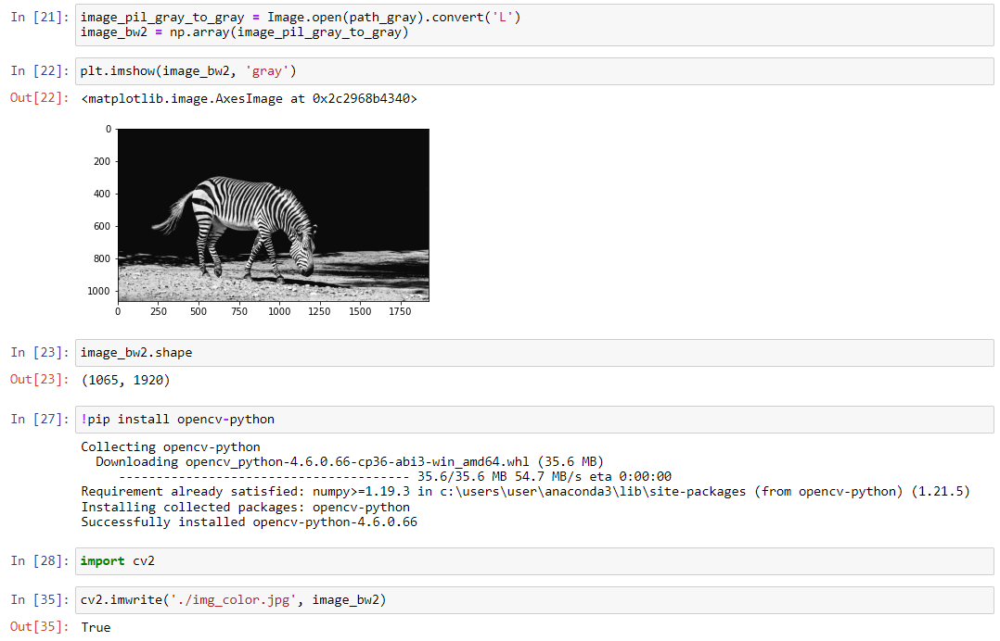 In [21]: image_pil_gray_to_gray = Image.open(path_gray).convert('L')
image_bw2 = np.array(image_pil_gray_to_gray)
In [22]: plt.imshow(image_bw2, 'gray')
Out[22]: <matplotlib.image.AxesImage at 0x2c2968b4340>
0
200
400
600
800
1000
0 250 500 750 1000 1250 1500 1750
In [23]: image_bw2.shape
Out[23]: (1065, 1920)
In [27]: !pip install opencv-python
Collecting opencv-python
Downloading opencv_python-4.6.0.66-cp36-abi3-win_amd64.whl (35.6 MB)
--------------------------------------- 35.6/35.6 MB 54.7 MB/s eta 0:00:00
Requirement already satisfied: numpy>=1.19.3 in c:\users\user\anaconda3\lib\site-packages (from opencv-python) (1.21.5)
Installing collected packages: opencv-python
Successfully installed opencv-python-4.6.0.66
In [28]: import cv2
In [35]: cv2.imwrite('./img_color.jpg', image_bw2)
Out[35]: True